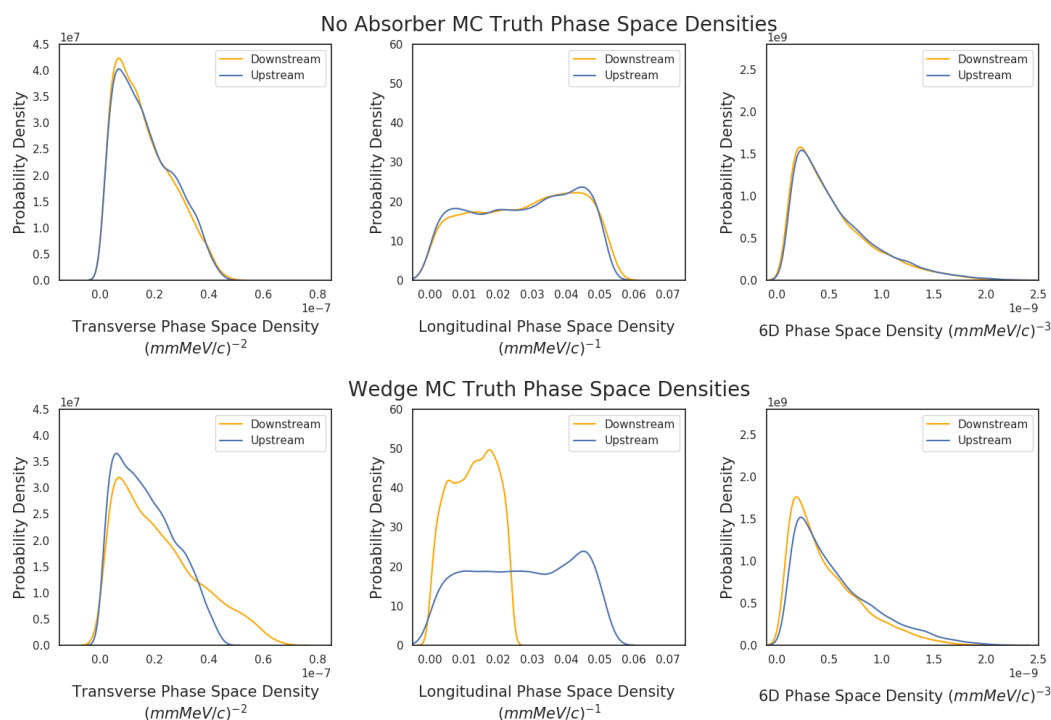 No Absorber MC Truth Phase Space Densities
1e7
4.5
4.0
3.5
3.0
2.5
2.0
1.5
1.0
0.5
0.0
Probability Density
Downstream
Upstream
0.0 0.2 0.4 0.6 0.8
1e−7
Transverse Phase Space Density
(mmMeV/c)−2
60
50
40
30
20
10
0
Probability Density
Downstream
Upstream
0.00 0.01 0.02 0.03 0.04 0.05 0.06 0.07
Longitudinal Phase Space Density
(mmMeV/c)−1
1e9
2.5
2.0
1.5
1.0
0.5
0.0
Probability Density
Downstream
Upstream
0.0 0.5 1.0 1.5 2.0 2.5
1e−9
6D Phase Space Density (mmMeV/c)−3
Wedge MC Truth Phase Space Densities
1e7
4.5
4.0
3.5
3.0
2.5
2.0
1.5
1.0
0.5
0.0
Probability Density
Downstream
Upstream
0.0 0.2 0.4 0.6 0.8
1e−7
Transverse Phase Space Density
(mmMeV/c)−2
60
50
40
30
20
10
0
Probability Density
Downstream
Upstream
0.00 0.01 0.02 0.03 0.04 0.05 0.06 0.07
Longitudinal Phase Space Density
(mmMeV/c)−1
1e9
2.5
2.0
1.5
1.0
0.5
0.0
Probability Density
Downstream
Upstream
0.0 0.5 1.0 1.5 2.0 2.5
1e−9
6D Phase Space Density (mmMeV/c)−3